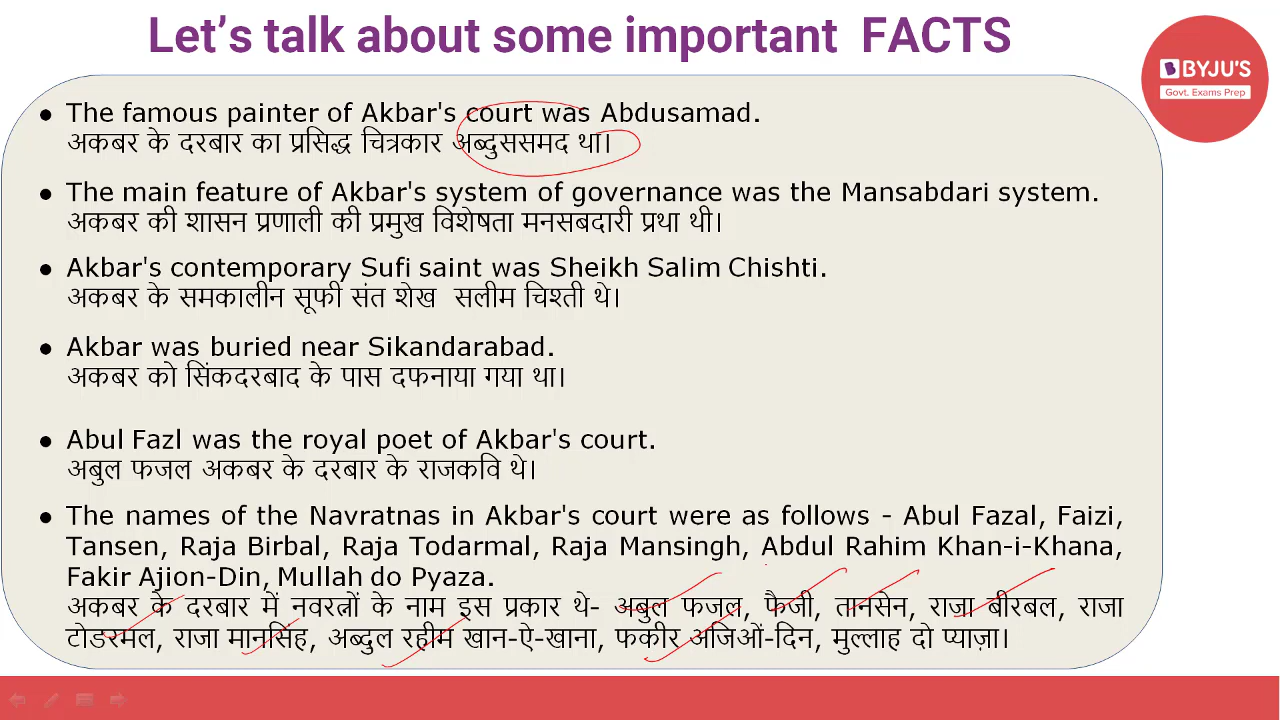 Let's talk about some important FACTS
BYJU'S
Govt. Exams Prep
The famous painter of Akbar's court was Abdusamad.
अकबर के दरबार का प्रसिद्ध चित्रकार अब्दुससमद था।
The main feature of Akbar's system of governance was the Mansabdari system.
अकबर की शासन प्रणाली की प्रमुख विशेषता मनसबदारी प्रथा थी।
Akbar's contemporary Sufi saint was Sheikh Salim Chishti.
अकबर के समकालीन सूफी संत शेख सलीम चिश्ती थे।
Akbar was buried near Sikandarabad.
अकबर को सिंकदरबाद के पास दफनाया गया था।
Abul Fazl was the royal poet of Akbar's court.
अबुल फजल अकबर के दरबार के राजकवि थे।
The names of the Navratnas in Akbar's court were as follows - Abul Fazal, Faizi,
Tansen, Raja Birbal, Raja Todarmal, Raja Mansingh, Abdul Rahim Khan-i-Khana,
Fakir Ajion-Din, Mullah do Pyaza.
अकबर के दरबार में नवरत्नों के नाम इस प्रकार थे- अबुल फजल, फैजी, तानसेन, राजा बीरबल, राजा
टोडरमल, राजा मानसिंह, अब्दुल रहीम खान-ऐ-खाना, फकीर अजिओं-दिन, मुल्लाह दो प्याज़ा।